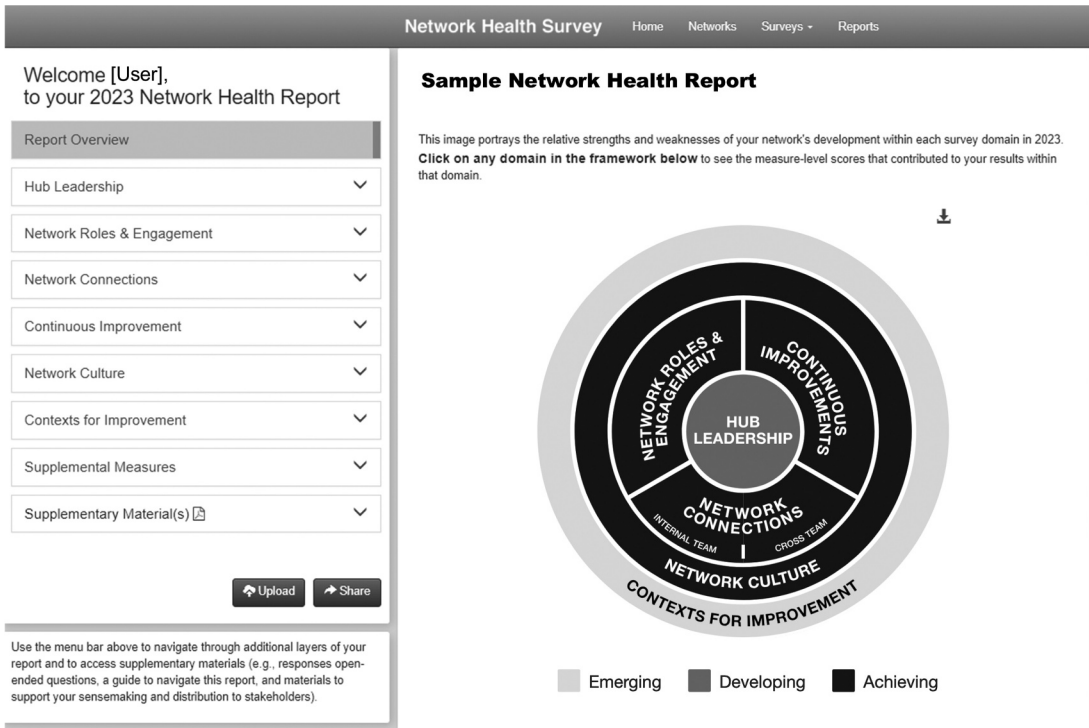 Network Health Survey
Home
Networks
Surveys
Reports
Welcome [User],
to your 2023 Network Health Report
Report Overview
Hub Leadership
Network Roles & Engagement
Network Connections
Continuous Improvement
Network Culture
Contexts for Improvement
Supplemental Measures
Supplementary Material(s)
Upload
Share
Use the menu bar above to navigate through additional layers of your
report and to access supplementary materials (e.g., responses open-
ended questions, a guide to navigate this report, and materials to
support your sensemaking and distribution to stakeholders).
Sample Network Health Report
This image portrays the relative strengths and weaknesses of your network's development within each survey domain in 2023.
Click on any domain in the framework below to see the measure-level scores that contributed to your results within
that domain.
NETWORK ROLES &
ENGAGEMENT
CONTINUOUS
IMPROVEMENTS
HUB
LEADERSHIP
NETWORK
CONNECTIONS
INTERNAL TEAM
CROSS TEAM
NETWORK CULTURE
CONTEXTS FOR IMPROVEMENT
Emerging
Developing
Achieving